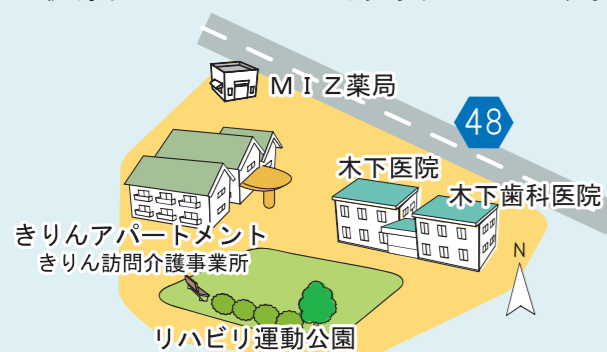 ＭＩＺ薬局
48
木下医院
木下歯科医院
きりんアパートメント
きりん訪問介護事業所
N
リハビリ運動公園